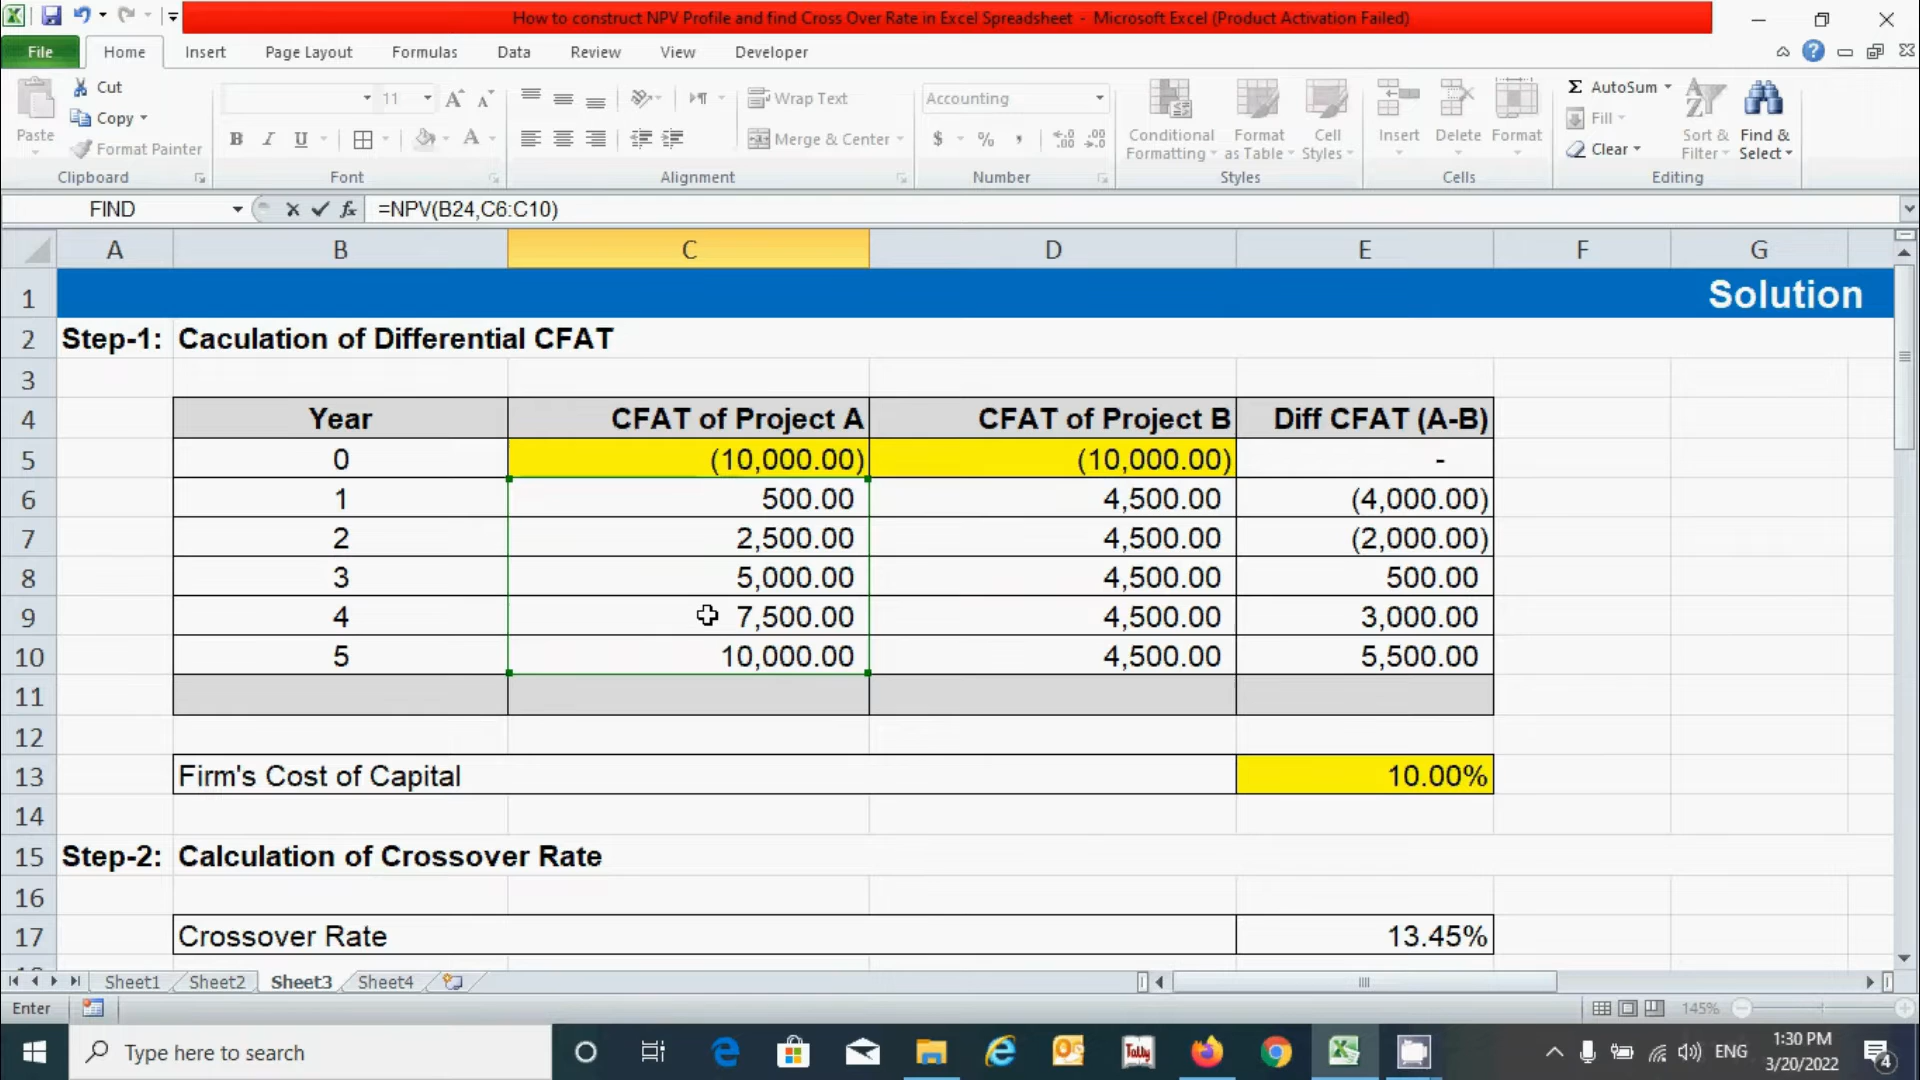 How to construct NPV Profile and find Cross Over Rate in Excel Spreadsheet - Microsoft Excel (Product Activation Failed)
File Home Insert Page Layout Formulas Data Review View Developer
Paste Cut Copy Format Painter Clipboard
11 Font
Wrap Text Merge & Center Alignment
Accounting $ % , Number
Conditional Formatting Format as Table Cell Styles Styles
Insert Delete Format Cells
Σ AutoSum Fill Clear Sort & Filter Find & Select Editing
FIND fx =NPV(B24,C6:C10)
A B C D E F G
1 Solution
2 Step-1: Caculation of Differential CFAT
3
4 Year CFAT of Project A CFAT of Project B Diff CFAT (A-B)
5 0 (10,000.00) (10,000.00) -
6 1 500.00 4,500.00 (4,000.00)
7 2 2,500.00 4,500.00 (2,000.00)
8 3 5,000.00 4,500.00 500.00
9 4 7,500.00 4,500.00 3,000.00
10 5 10,000.00 4,500.00 5,500.00
11
12
13 Firm's Cost of Capital 10.00%
14
15 Step-2: Calculation of Crossover Rate
16
17 Crossover Rate 13.45%
Sheet1 Sheet2 Sheet3 Sheet4
Enter 145%
Type here to search Tally ENG 1:30 PM
3/20/2022 4